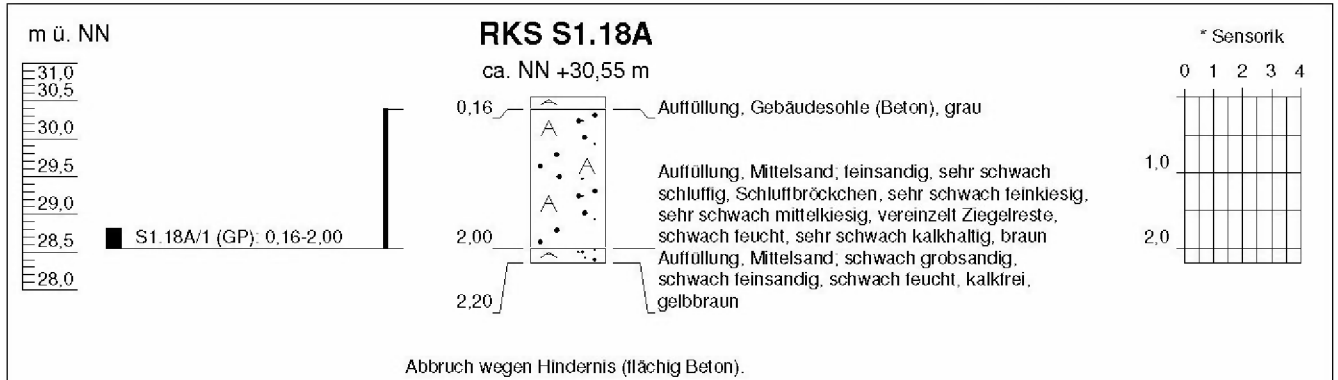 m ü. NN
RKS S1.18A
ca. NN +30,55 m
* Sensorik
0 1 2 3 4
31,0
30,5
30,0
29,5
29,0
28,5
28,0
S1.18A/1 (GP): 0,16-2,00
0,16
Auffüllung, Gebäudesohle (Beton), grau
Auffüllung, Mittelsand; feinsandig, sehr schwach
schluffig, Schluffbröckchen, sehr schwach feinkiesig,
sehr schwach mittelkiesig, vereinzelt Ziegelreste,
schwach feucht, sehr schwach kalkhaltig, braun
2,00
Auffüllung, Mittelsand; schwach grobsandig,
schwach feinsandig, schwach feucht, kalkfrei,
gelbbraun
2,20
A
A
A
1,0
2,0
Abbruch wegen Hindernis (flächig Beton).